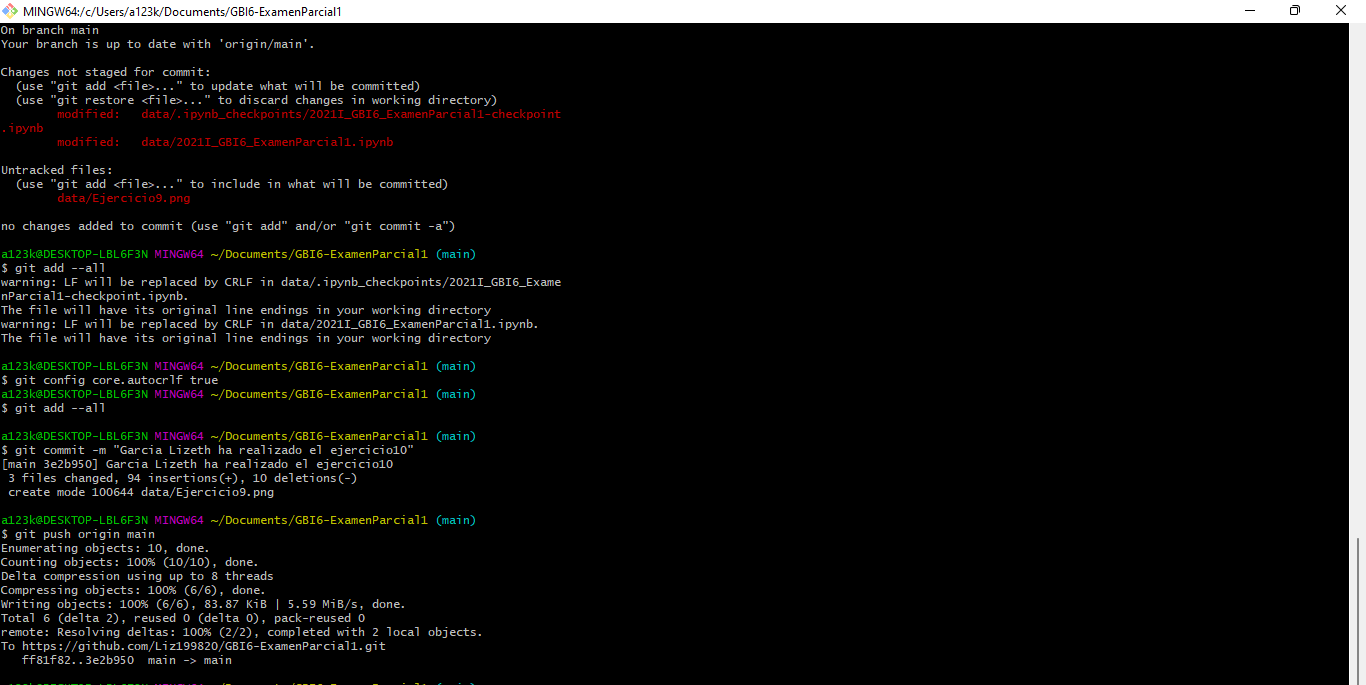 MINGW64:/c/Users/a123k/Documents/GBI6-ExamenParcial1
On branch main
Your branch is up to date with 'origin/main'.
Changes not staged for commit:
  (use "git add <file>..." to update what will be committed)
  (use "git restore <file>..." to discard changes in working directory)
        modified:   data/.ipynb_checkpoints/2021I_GBI6_ExamenParcial1-checkpoint
.ipynb
        modified:   data/2021I_GBI6_ExamenParcial1.ipynb
Untracked files:
  (use "git add <file>..." to include in what will be committed)
        data/Ejercicio9.png
no changes added to commit (use "git add" and/or "git commit -a")
a123k@DESKTOP-LBL6F3N MINGW64 ~/Documents/GBI6-ExamenParcial1 (main)
$ git add --all
warning: LF will be replaced by CRLF in data/.ipynb_checkpoints/2021I_GBI6_Exame
nParcial1-checkpoint.ipynb.
The file will have its original line endings in your working directory
warning: LF will be replaced by CRLF in data/2021I_GBI6_ExamenParcial1.ipynb.
The file will have its original line endings in your working directory
a123k@DESKTOP-LBL6F3N MINGW64 ~/Documents/GBI6-ExamenParcial1 (main)
$ git config core.autocrlf true
a123k@DESKTOP-LBL6F3N MINGW64 ~/Documents/GBI6-ExamenParcial1 (main)
$ git add --all
a123k@DESKTOP-LBL6F3N MINGW64 ~/Documents/GBI6-ExamenParcial1 (main)
$ git commit -m "Garcia Lizeth ha realizado el ejercicio10"
[main 3e2b950] Garcia Lizeth ha realizado el ejercicio10
 3 files changed, 94 insertions(+), 10 deletions(-)
 create mode 100644 data/Ejercicio9.png
a123k@DESKTOP-LBL6F3N MINGW64 ~/Documents/GBI6-ExamenParcial1 (main)
$ git push origin main
Enumerating objects: 10, done.
Counting objects: 100% (10/10), done.
Delta compression using up to 8 threads
Compressing objects: 100% (6/6), done.
Writing objects: 100% (6/6), 83.87 KiB | 5.59 MiB/s, done.
Total 6 (delta 2), reused 0 (delta 0), pack-reused 0
remote: Resolving deltas: 100% (2/2), completed with 2 local objects.
To https://github.com/Liz199820/GBI6-ExamenParcial1.git
   ff81f82..3e2b950  main -> main